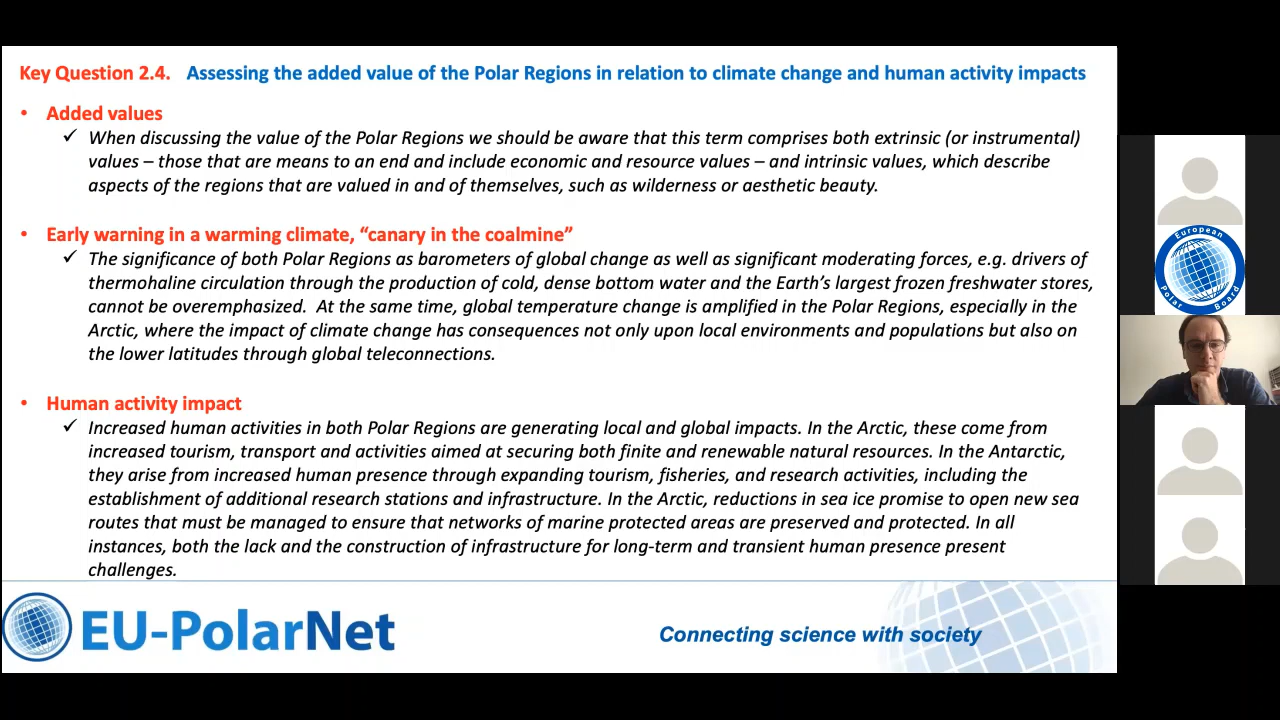 Key Question 2.4. Assessing the added value of the Polar Regions in relation to climate change and human activity impacts
• Added values
✓ When discussing the value of the Polar Regions we should be aware that this term comprises both extrinsic (or instrumental)
values – those that are means to an end and include economic and resource values – and intrinsic values, which describe
aspects of the regions that are valued in and of themselves, such as wilderness or aesthetic beauty.
• Early warning in a warming climate, “canary in the coalmine”
✓ The significance of both Polar Regions as barometers of global change as well as significant moderating forces, e.g. drivers of
thermohaline circulation through the production of cold, dense bottom water and the Earth’s largest frozen freshwater stores,
cannot be overemphasized. At the same time, global temperature change is amplified in the Polar Regions, especially in the
Arctic, where the impact of climate change has consequences not only upon local environments and populations but also on
the lower latitudes through global teleconnections.
• Human activity impact
✓ Increased human activities in both Polar Regions are generating local and global impacts. In the Arctic, these come from
increased tourism, transport and activities aimed at securing both finite and renewable natural resources. In the Antarctic,
they arise from increased human presence through expanding tourism, fisheries, and research activities, including the
establishment of additional research stations and infrastructure. In the Arctic, reductions in sea ice promise to open new sea
routes that must be managed to ensure that networks of marine protected areas are preserved and protected. In all
instances, both the lack and the construction of infrastructure for long-term and transient human presence present
challenges.
EU-PolarNet
Connecting science with society
European
Polar Board